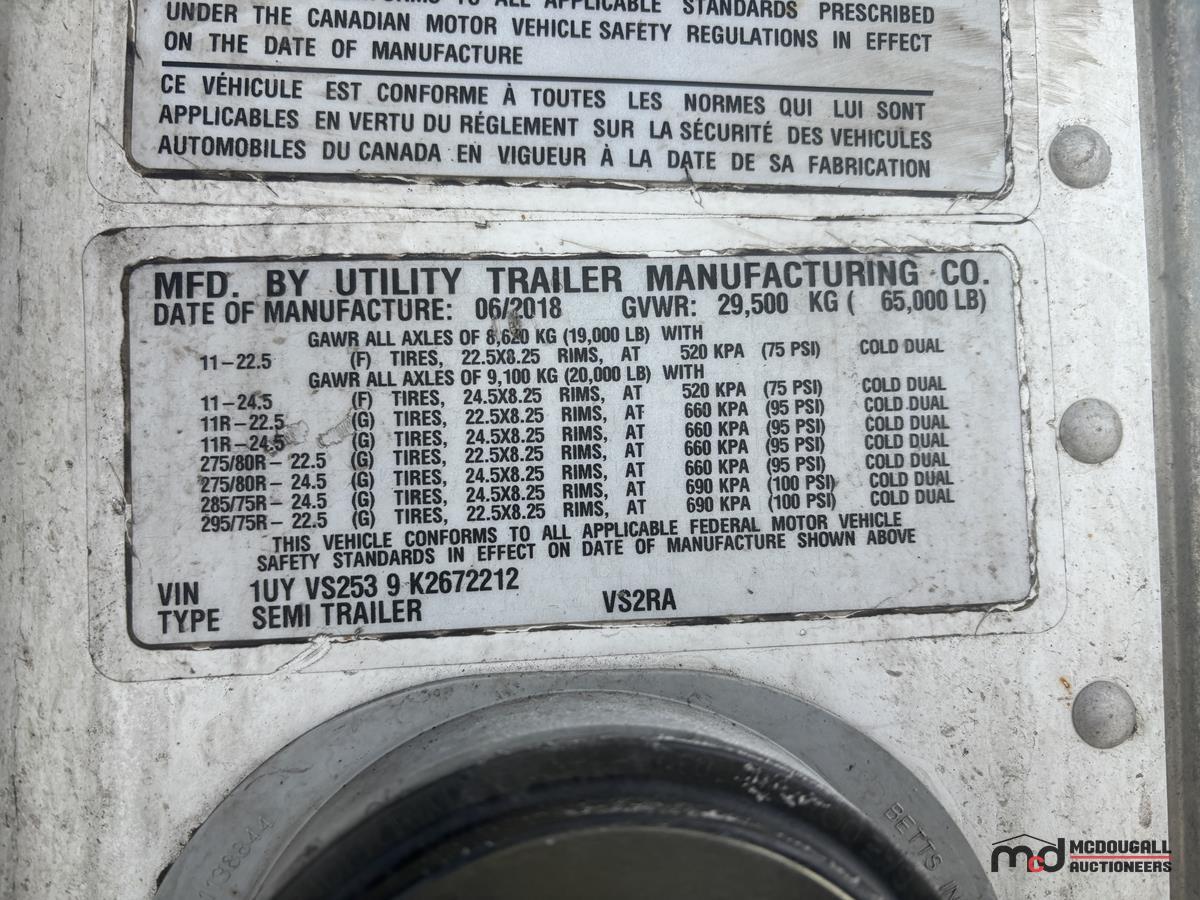 TO ALL APPLICABLE STANDARDS PRESCRIBED
UNDER THE CANADIAN MOTOR VEHICLE SAFETY REGULATIONS IN EFFECT
ON THE DATE OF MANUFACTURE
CE VÉHICULE EST CONFORME À TOUTES LES NORMES QUI LUI SONT
APPLICABLES EN VERTU DU RÉGLEMENT SUR LA SÉCURITÉ DES VEHICULES
AUTOMOBILES DU CANADA EN VIGUEUR À LA DATE DE SA FABRICATION
MFD. BY UTILITY TRAILER MANUFACTURING CO.
DATE OF MANUFACTURE: 06/2018 GVWR: 29,500 KG ( 65,000 LB)
GAWR ALL AXLES OF 8,620 KG (19,000 LB) WITH
11-22.5 (F) TIRES, 22.5X8.25 RIMS, AT 520 KPA (75 PSI) COLD DUAL
GAWR ALL AXLES OF 9,100 KG (20,000 LB) WITH
11-24.5 (F) TIRES, 24.5X8.25 RIMS, AT 520 KPA (75 PSI) COLD DUAL
11R-22.5 (G) TIRES, 22.5X8.25 RIMS, AT 660 KPA (95 PSI) COLD DUAL
11R-24.5 (G) TIRES, 24.5X8.25 RIMS, AT 660 KPA (95 PSI) COLD DUAL
275/80R- 22.5 (G) TIRES, 22.5X8.25 RIMS, AT 660 KPA (95 PSI) COLD DUAL
275/80R- 24.5 (G) TIRES, 24.5X8.25 RIMS, AT 660 KPA (95 PSI) COLD DUAL
285/75R- 24.5 (G) TIRES, 24.5X8.25 RIMS, AT 690 KPA (100 PSI) COLD DUAL
295/75R- 22.5 (G) TIRES, 22.5X8.25 RIMS, AT 690 KPA (100 PSI) COLD DUAL
THIS VEHICLE CONFORMS TO ALL APPLICABLE FEDERAL MOTOR VEHICLE
SAFETY STANDARDS IN EFFECT ON DATE OF MANUFACTURE SHOWN ABOVE
VIN 1UY VS253 9 K2672212
TYPE SEMI TRAILER VS2RA
BETTS
mcd MCDOUGALL
AUCTIONEERS